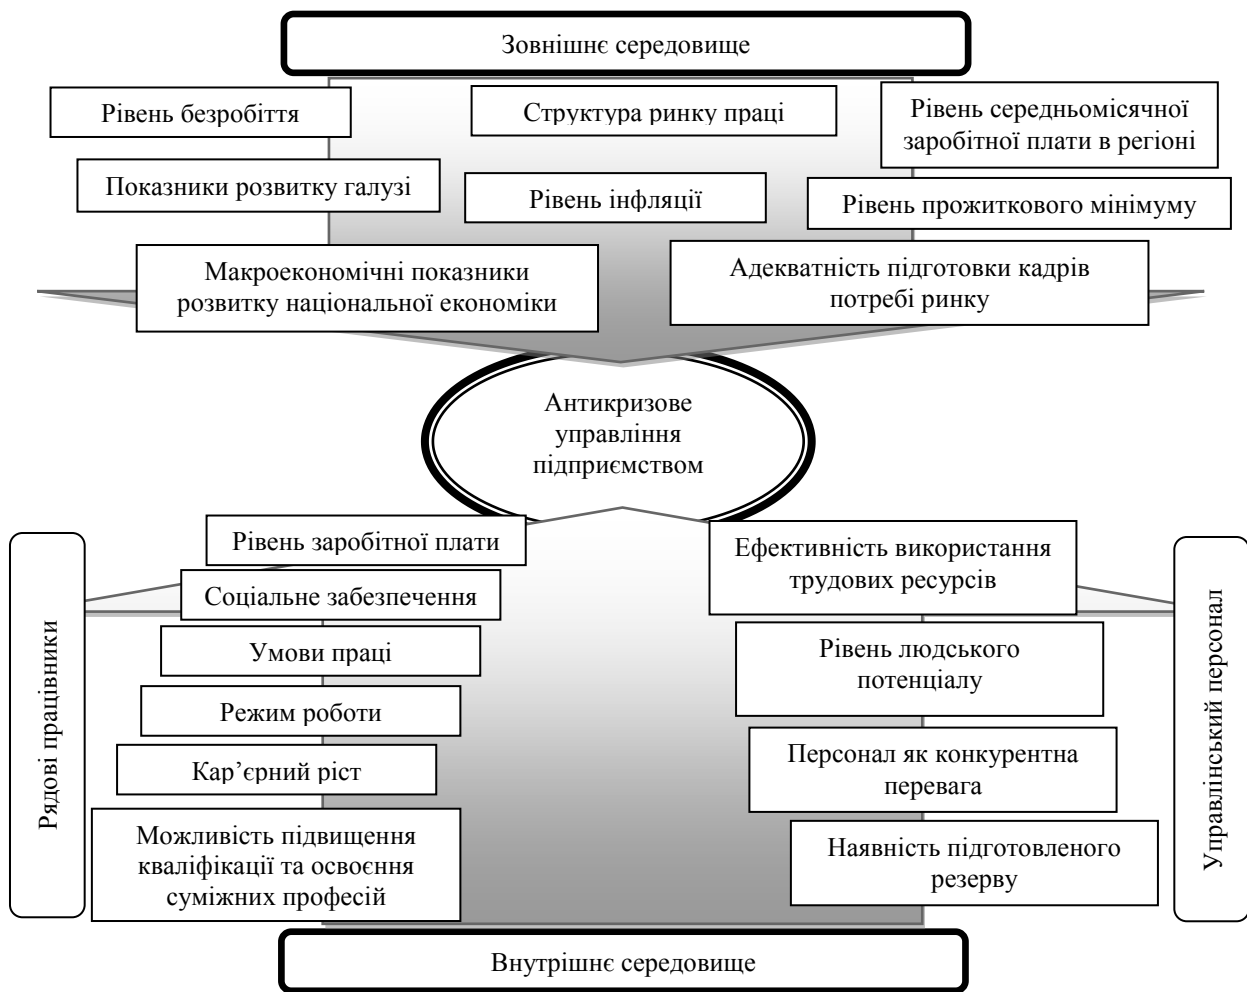 Зовнішнє середовище
Рівень безробіття
Структура ринку праці
Рівень середньомісячної
заробітної плати в регіоні
Показники розвитку галузі
Рівень інфляції
Рівень прожиткового мінімуму
Макроекономічні показники
розвитку національної економіки
Адекватність підготовки кадрів
потребі ринку
Антикризове
управління
підприємством
Рядові працівники
Рівень заробітної плати
Соціальне забезпечення
Умови праці
Режим роботи
Кар’єрний ріст
Можливість підвищення
кваліфікації та освоєння
суміжних професій
Ефективність використання
трудових ресурсів
Рівень людського
потенціалу
Персонал як конкурентна
перевага
Наявність підготовленого
резерву
Управлінський персонал
Внутрішнє середовище